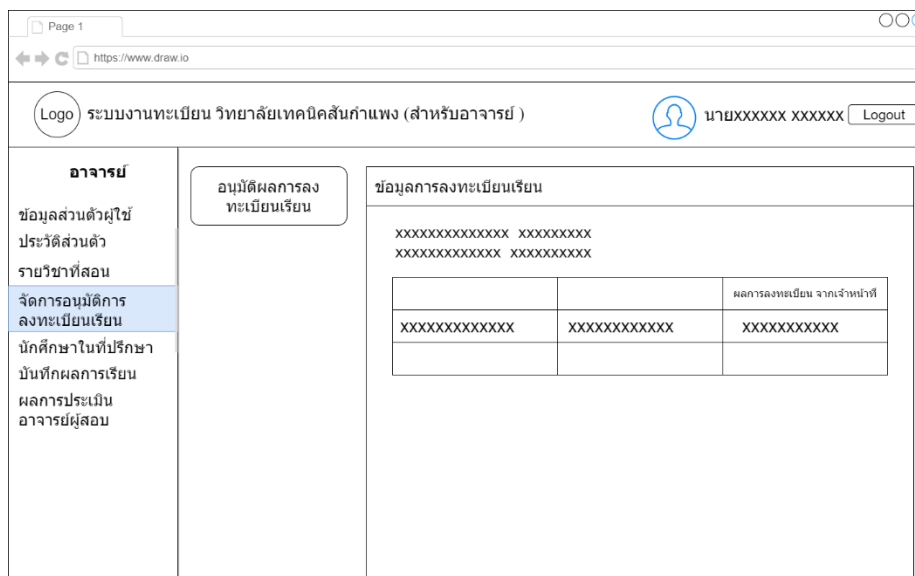 Page 1
https://www.draw.io
Logo ระบบงานทะเบียน วิทยาลัยเทคนิคสันกำแพง (สำหรับอาจารย์ ) นายxxxxxx xxxxxx Logout
อาจารย์
ข้อมูลส่วนตัวผู้ใช้
ประวัติส่วนตัว
รายวิชาที่สอน
จัดการอนุมัติการ
ลงทะเบียนเรียน
นักศึกษาในที่ปรึกษา
บันทึกผลการเรียน
ผลการประเมิน
อาจารย์ผู้สอบ
อนุมัติผลการลง
ทะเบียนเรียน
ข้อมูลการลงทะเบียนเรียน
xxxxxxxxxxxxxx xxxxxxxxx
xxxxxxxxxxxxx xxxxxxxxxx
ผลการลงทะเบียน จากเจ้าหน้าที่
xxxxxxxxxxxxx xxxxxxxxxxxx xxxxxxxxxxx